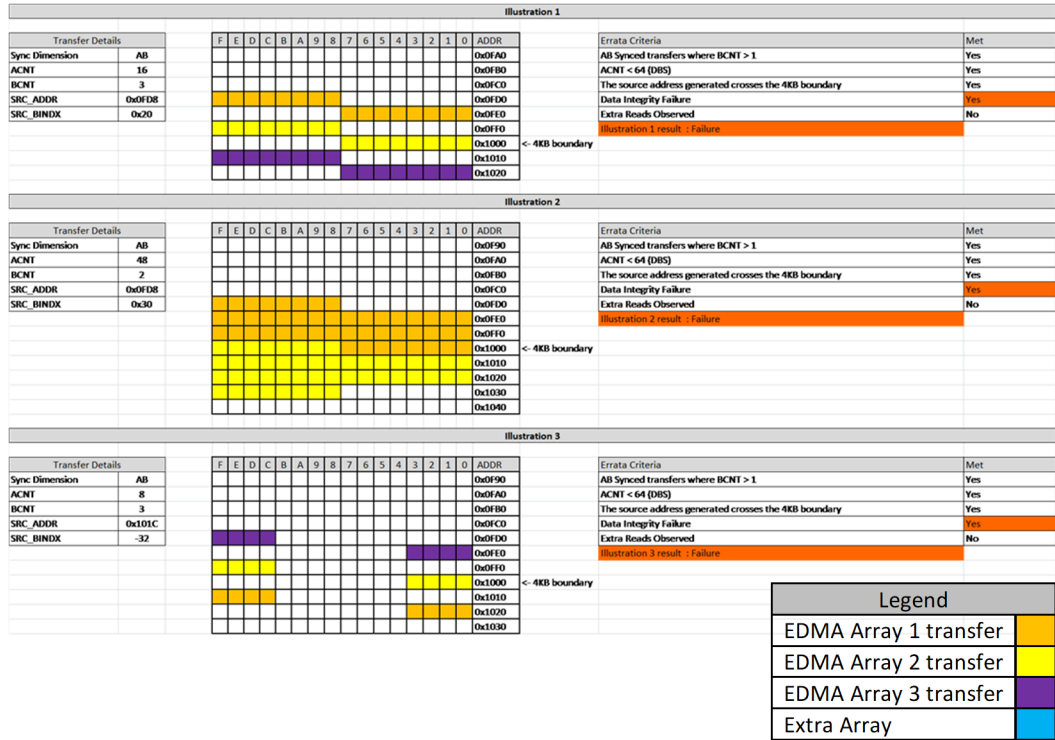 Illustration 1
Transfer Details F E D C B A 9 8 7 6 5 4 3 2 1 0 ADDR Errata Criteria Met
Sync Dimension AB 0x0FA0 AB Synced transfers where BCNT > 1 Yes
ACNT 16 0x0FB0 ACNT < 64 (DBS) Yes
BCNT 3 0x0FC0 The source address generated crosses the 4KB boundary Yes
SRC_ADDR 0x0FD8 0x0FD0 Data Integrity Failure Yes
SRC_BINDX 0x20 0x0FE0 Extra Reads Observed No
0x0FF0 Illustration 1 result : Failure
0x1000 <- 4KB boundary
0x1010
0x1020
Illustration 2
Transfer Details F E D C B A 9 8 7 6 5 4 3 2 1 0 ADDR Errata Criteria Met
Sync Dimension AB 0x0F90 AB Synced transfers where BCNT > 1 Yes
ACNT 48 0x0FA0 ACNT < 64 (DBS) Yes
BCNT 2 0x0FB0 The source address generated crosses the 4KB boundary Yes
SRC_ADDR 0x0FD8 0x0FC0 Data Integrity Failure Yes
SRC_BINDX 0x30 0x0FD0 Extra Reads Observed No
0x0FE0 Illustration 2 result : Failure
0x0FF0
0x1000 <- 4KB boundary
0x1010
0x1020
0x1030
0x1040
Illustration 3
Transfer Details F E D C B A 9 8 7 6 5 4 3 2 1 0 ADDR Errata Criteria Met
Sync Dimension AB 0x0F90 AB Synced transfers where BCNT > 1 Yes
ACNT 8 0x0FA0 ACNT < 64 (DBS) Yes
BCNT 3 0x0FB0 The source address generated crosses the 4KB boundary Yes
SRC_ADDR 0x101C 0x0FC0 Data Integrity Failure Yes
SRC_BINDX -32 0x0FD0 Extra Reads Observed No
0x0FE0 Illustration 3 result : Failure
0x0FF0
0x1000 <- 4KB boundary
0x1010
0x1020
0x1030
Legend
EDMA Array 1 transfer
EDMA Array 2 transfer
EDMA Array 3 transfer
Extra Array